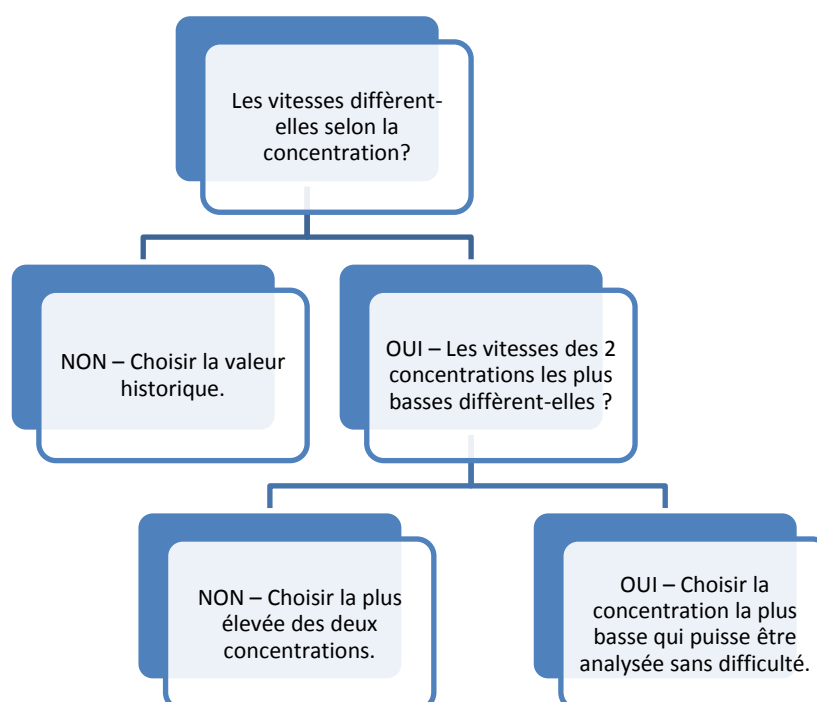 Les vitesses diffèrent-
elles selon la
concentration?
NON – Choisir la valeur
historique.
OUI – Les vitesses des 2
concentrations les plus
basses diffèrent-elles ?
NON – Choisir la plus
élevée des deux
concentrations.
OUI – Choisir la
concentration la plus
basse qui puisse être
analysée sans difficulté.